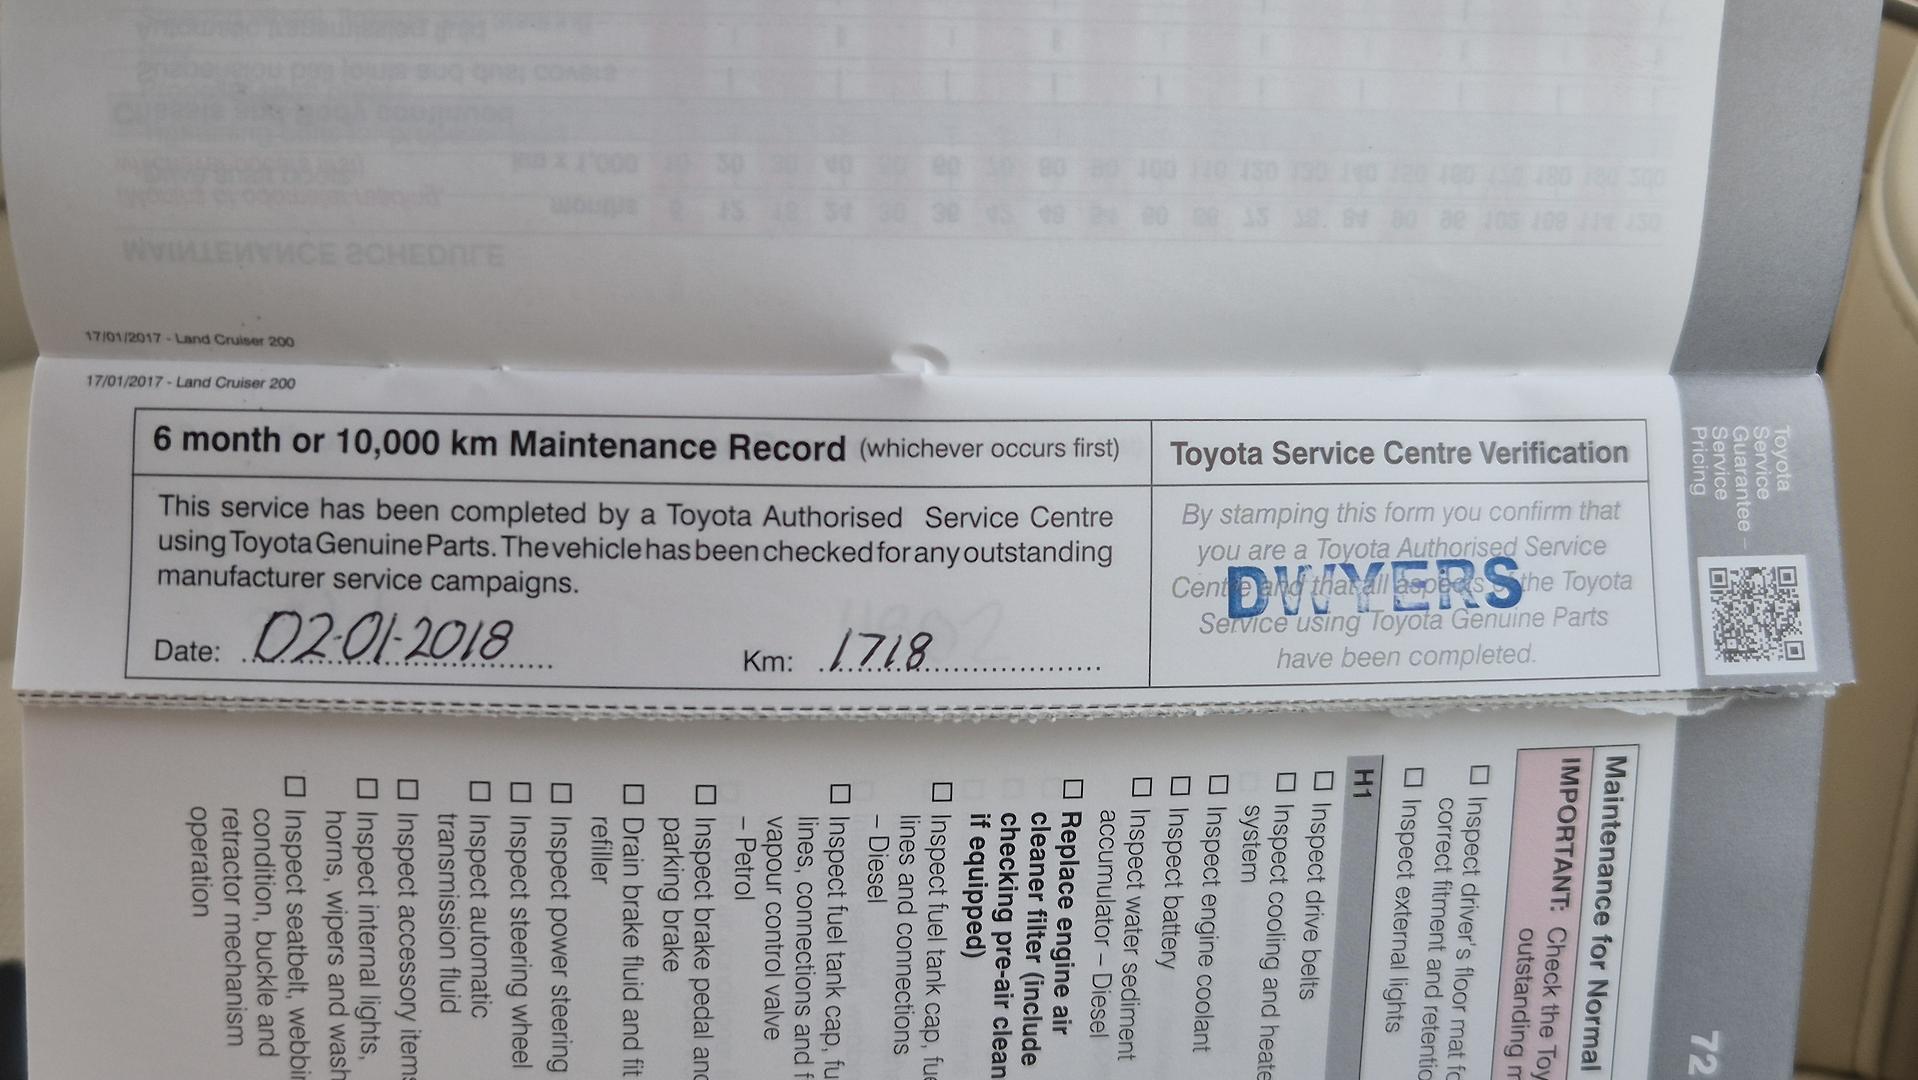 17/01/2017 - Land Cruiser 200
17/01/2017 - Land Cruiser 200
6 month or 10,000 km Maintenance Record (whichever occurs first)
This service has been completed by a Toyota Authorised Service Centre
using Toyota Genuine Parts. The vehicle has been checked for any outstanding
manufacturer service campaigns.
Date: 02-01-2018
Km: 1718
Toyota Service Centre Verification
By stamping this form you confirm that
you are a Toyota Authorised Service
Centre and that all aspects of the Toyota
Service using Toyota Genuine Parts
have been completed.
DWYERS
Toyota
Service
Guarantee –
Service
Pricing
72
Maintenance for Normal
IMPORTANT: Check the Toy
outstanding m
☐ Inspect driver's floor mat fo
correct fitment and retentio
☐ Inspect external lights
H1
☐ Inspect drive belts
☐ Inspect cooling and heate
system
☐ Inspect engine coolant
☐ Inspect battery
☐ Inspect water sediment
accumulator – Diesel
☐ Replace engine air
cleaner filter (include
checking pre-air clean
if equipped)
☐ Inspect fuel tank cap, fue
lines and connections
– Diesel
☐ Inspect fuel tank cap, fu
lines, connections and f
vapour control valve
– Petrol
☐ Inspect brake pedal and
parking brake
☐ Drain brake fluid and fit
refiller
☐ Inspect power steering
☐ Inspect steering wheel
☐ Inspect automatic
transmission fluid
☐ Inspect accessory items
☐ Inspect internal lights,
horns, wipers and wash
☐ Inspect seatbelt, webbin
condition, buckle and
retractor mechanism
operation
MAINTENANCE SCHEDULE